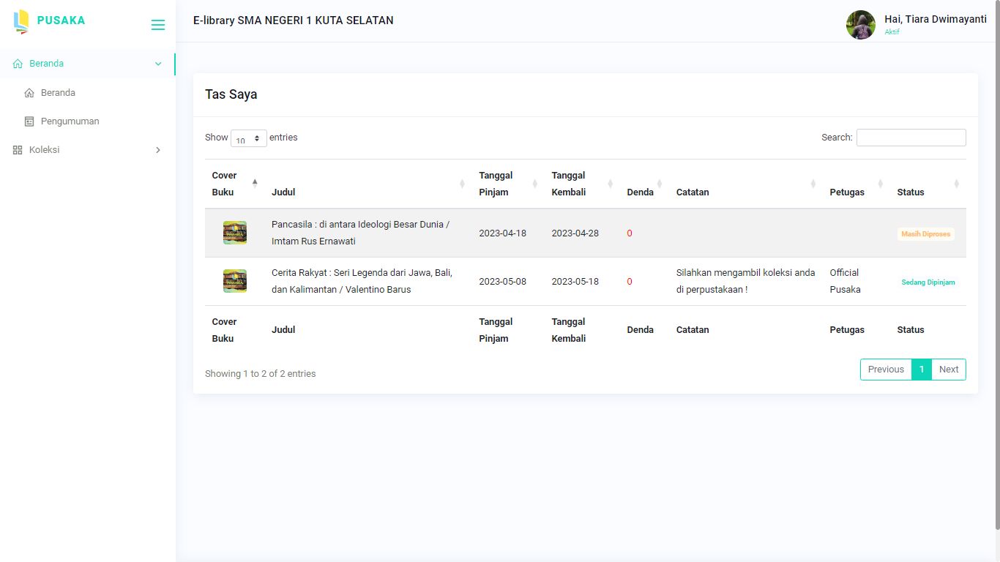 PUSAKA
E-library SMA NEGERI 1 KUTA SELATAN
Hai, Tiara Dwimayanti
Aktif
Beranda
Beranda
Pengumuman
Koleksi
Tas Saya
Show 10 entries
Search:
Cover Buku
Judul
Tanggal Pinjam
Tanggal Kembali
Denda
Catatan
Petugas
Status
Pancasila : di antara Ideologi Besar Dunia /
Imtam Rus Ernawati
2023-04-18
2023-04-28
0
Masih Diproses
Cerita Rakyat : Seri Legenda dari Jawa, Bali,
dan Kalimantan / Valentino Barus
2023-05-08
2023-05-18
0
Silahkan mengambil koleksi anda
di perpustakaan !
Official
Pusaka
Sedang Dipinjam
Cover Buku
Judul
Tanggal Pinjam
Tanggal Kembali
Denda
Catatan
Petugas
Status
Showing 1 to 2 of 2 entries
Previous 1 Next